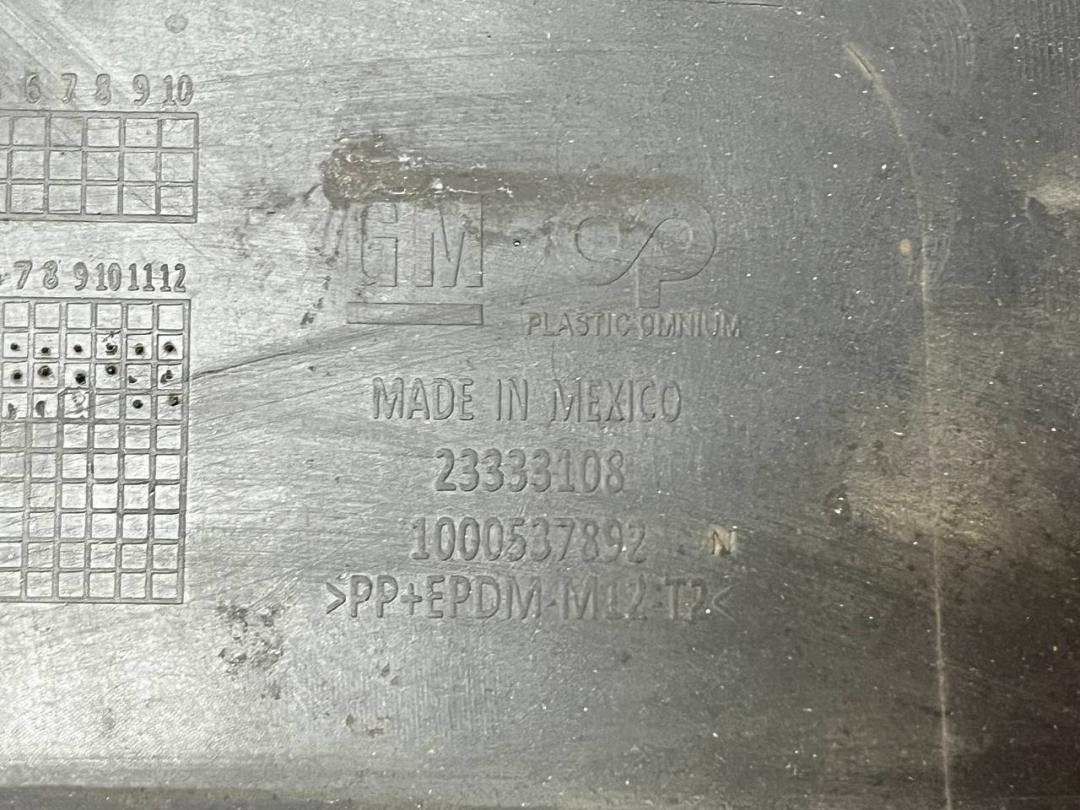 6 7 8 9 10
7 8 9 10 11 12
GM
PLASTIC OMNIUM
MADE IN MEXICO
23333108
1000537892 N
>PP+EPDM-M12-T2<